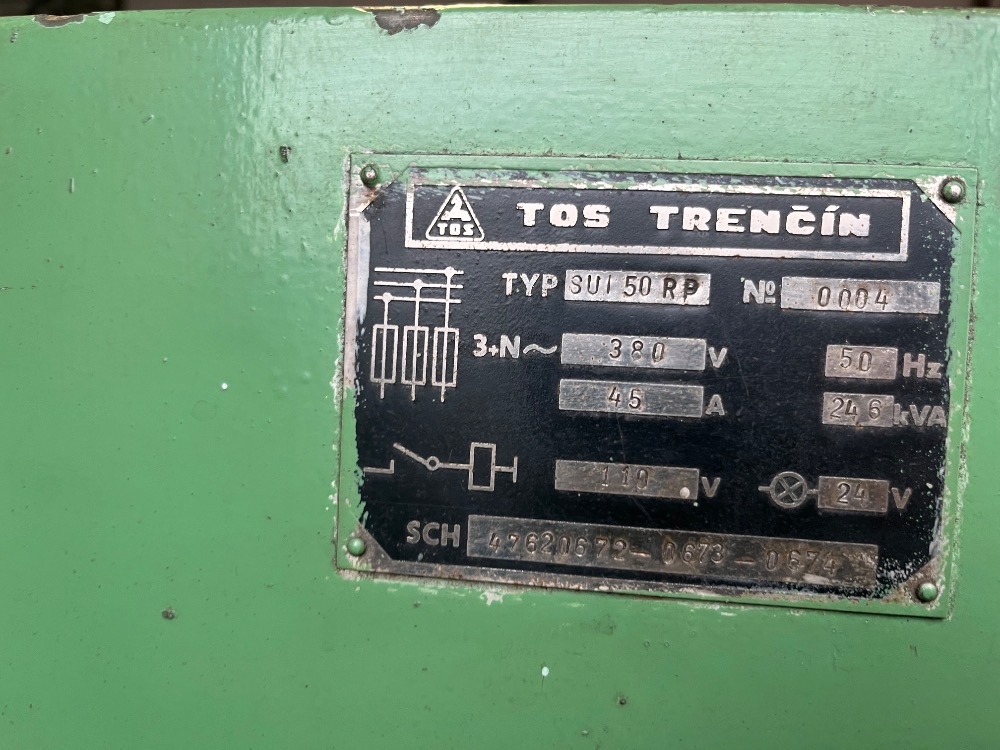 TOS TOS TRENČÍN
TYP SUI 50 RP Nº 0004
3+N~ 380 V 50 Hz
45 A 24 6 kVA
110 V 24 V
SCH 47620672-0673-0674